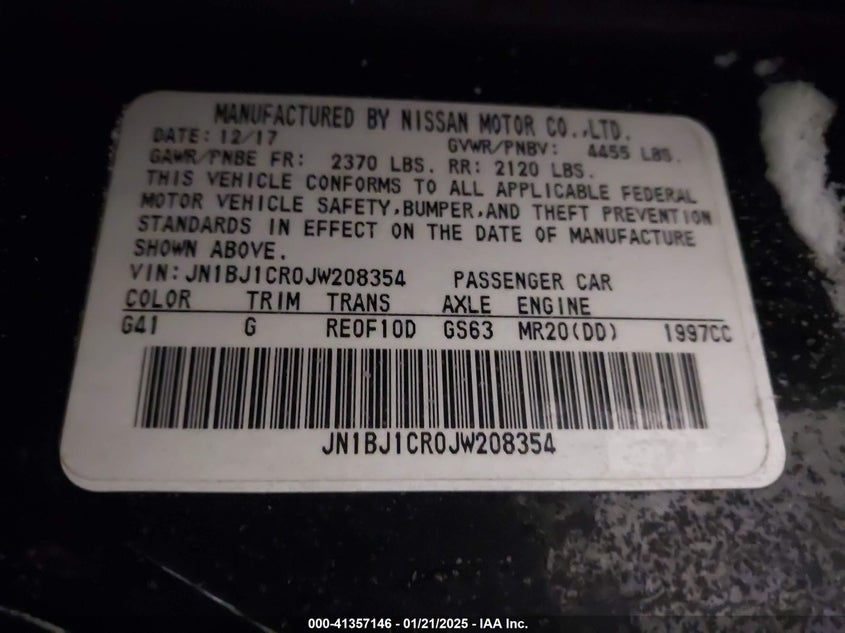 MANUFACTURED BY NISSAN MOTOR CO.,LTD.
DATE: 12/17 GVWR/PNBV: 4455 LBS.
GAWR/PNBE FR: 2370 LBS. RR: 2120 LBS.
THIS VEHICLE CONFORMS TO ALL APPLICABLE FEDERAL
MOTOR VEHICLE SAFETY,BUMPER,AND THEFT PREVENTION
STANDARDS IN EFFECT ON THE DATE OF MANUFACTURE
SHOWN ABOVE.
VIN: JN1BJ1CR0JW208354 PASSENGER CAR
COLOR TRIM TRANS AXLE ENGINE
G41 G RE0F10D GS63 MR20(DD) 1997CC
JN1BJ1CR0JW208354
000-41357146 - 01/21/2025 - IAA Inc.